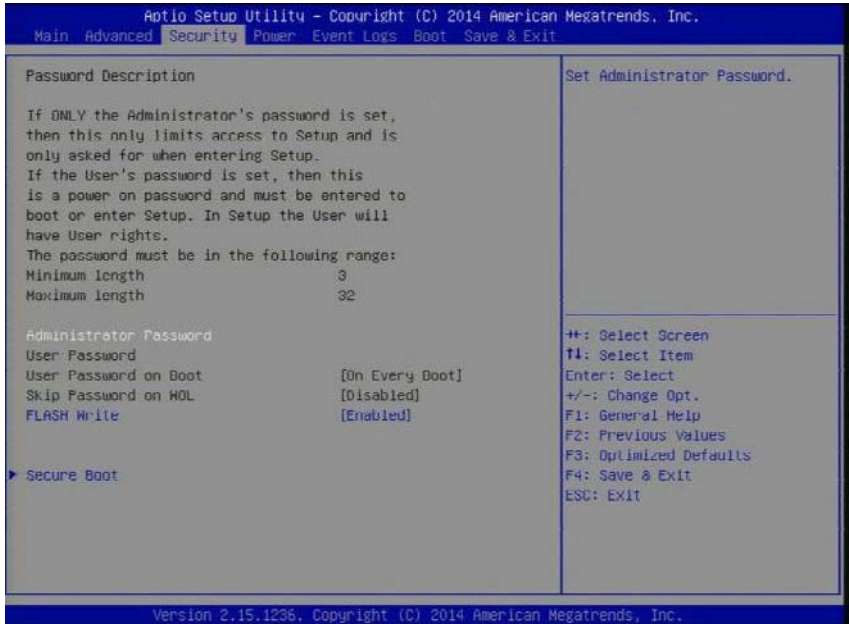 Aptio Setup Utility – Copyright (C) 2014 American Megatrends, Inc.
Main Advanced Security Power Event Logs Boot Save & Exit
Password Description
If ONLY the Administrator's password is set,
then this only limits access to Setup and is
only asked for when entering Setup.
If the User's password is set, then this
is a power on password and must be entered to
boot or enter Setup. In Setup the User will
have User rights.
The password must be in the following range:
Minimum length 3
Maximum length 32
Administrator Password
User Password
User Password on Boot [On Every Boot]
Skip Password on WOL [Disabled]
FLASH Write [Enabled]
► Secure Boot
Set Administrator Password.
→←: Select Screen
↑↓: Select Item
Enter: Select
+/-: Change Opt.
F1: General Help
F2: Previous Values
F3: Optimized Defaults
F4: Save & Exit
ESC: Exit
Version 2.15.1236. Copyright (C) 2014 American Megatrends, Inc.